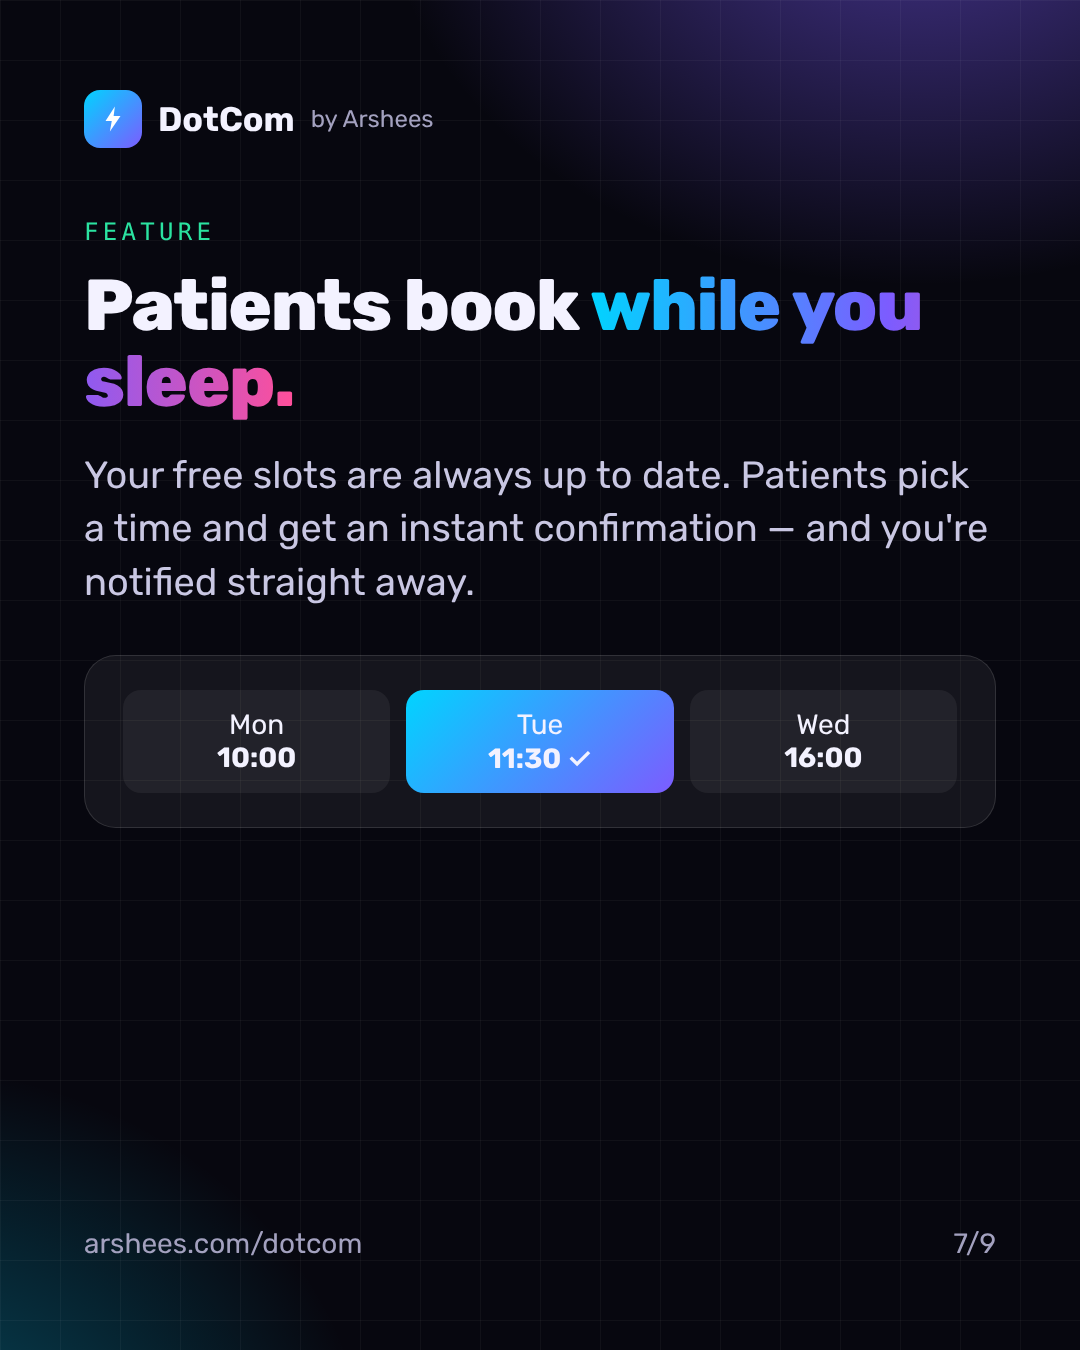 DotCom by Arshees
FEATURE
Patients book while you
sleep.
Your free slots are always up to date. Patients pick
a time and get an instant confirmation — and you're
notified straight away.
Mon
10:00
Tue
11:30 ✓
Wed
16:00
arshees.com/dotcom
7/9